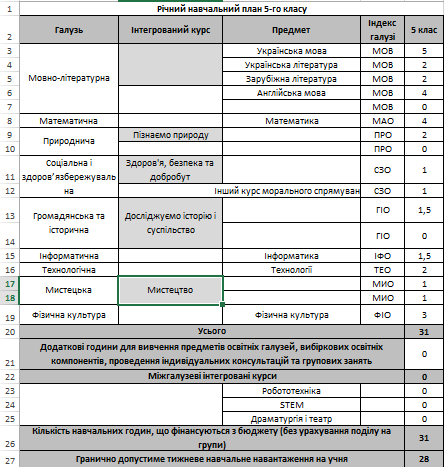 1 Річний навчальний план 5-го класу
2 Галузь Інтегрований курс Предмет Індекс галузі 5 клас
3 Мовно-літературна Українська мова МОВ 5
4 Українська література МОВ 2
5 Зарубіжна література МОВ 2
6 Англійська мова МОВ 4
7 МОВ 0
8 Математична Математика МАО 4
9 Природнича Пізнаємо природу ПРО 2
10 ПРО 0
11 Соціальна і здоров'язбережувальна Здоров'я, безпека та добробут СЗО 1
12 Інший курс морального спрямуван СЗО 1
13 Громадянська та історична Досліджуємо історію і суспільство ГІО 1,5
14 ГІО 0
15 Інформатична Інформатика ІФО 1,5
16 Технологічна Технології ТЕО 2
17 Мистецька Мистецтво МИО 1
18 МИО 1
19 Фізична культура Фізична культура ФІО 3
20 Усього 31
21 Додаткові години для вивчення предметів освітніх галузей, вибіркових освітніх компонентів, проведення індивідуальних консультацій та групових занять 0
22 Міжгалузеві інтегровані курси 0
23 Робототехніка 0
24 STEM 0
25 Драматургія і театр 0
26 Кількість навчальних годин, що фінансуються з бюджету (без урахування поділу на групи) 31
27 Гранично допустиме тижневе навчальне навантаження на учня 28